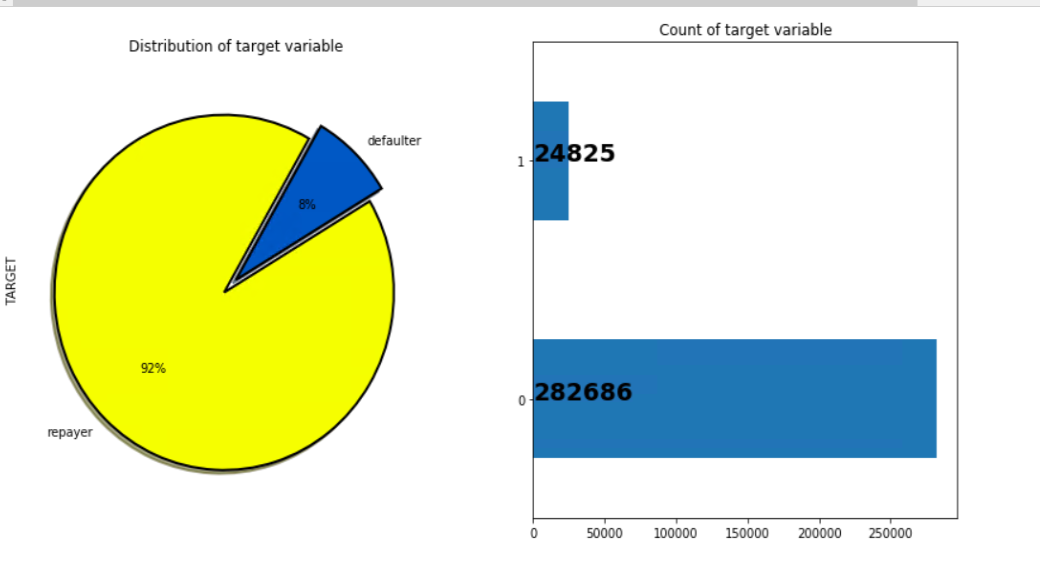 Distribution of target variable
defaulter
8%
TARGET
92%
repayer
Count of target variable
1
24825
0
282686
0 50000 100000 150000 200000 250000